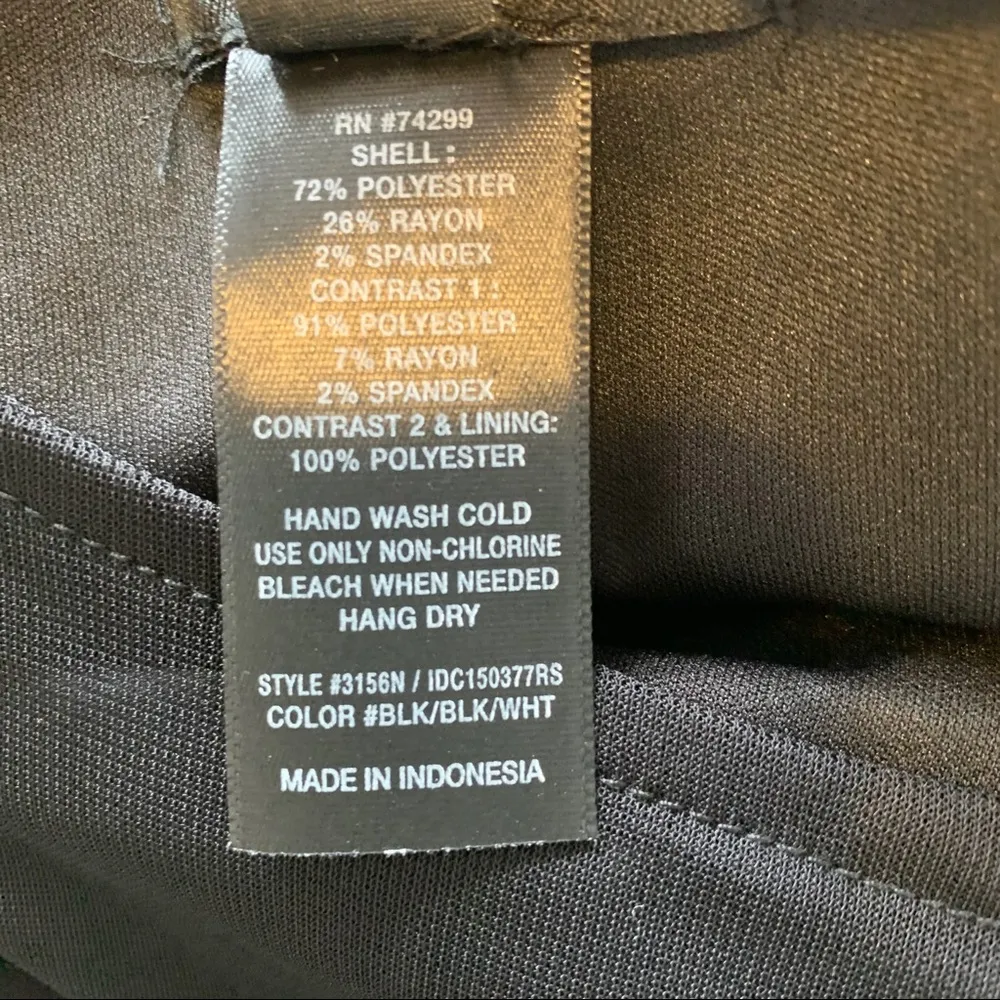 RN #74299
SHELL :
72% POLYESTER
26% RAYON
2% SPANDEX
CONTRAST 1 :
91% POLYESTER
7% RAYON
2% SPANDEX
CONTRAST 2 & LINING:
100% POLYESTER
HAND WASH COLD
USE ONLY NON-CHLORINE
BLEACH WHEN NEEDED
HANG DRY
STYLE #3156N / IDC150377RS
COLOR #BLK/BLK/WHT
MADE IN INDONESIA